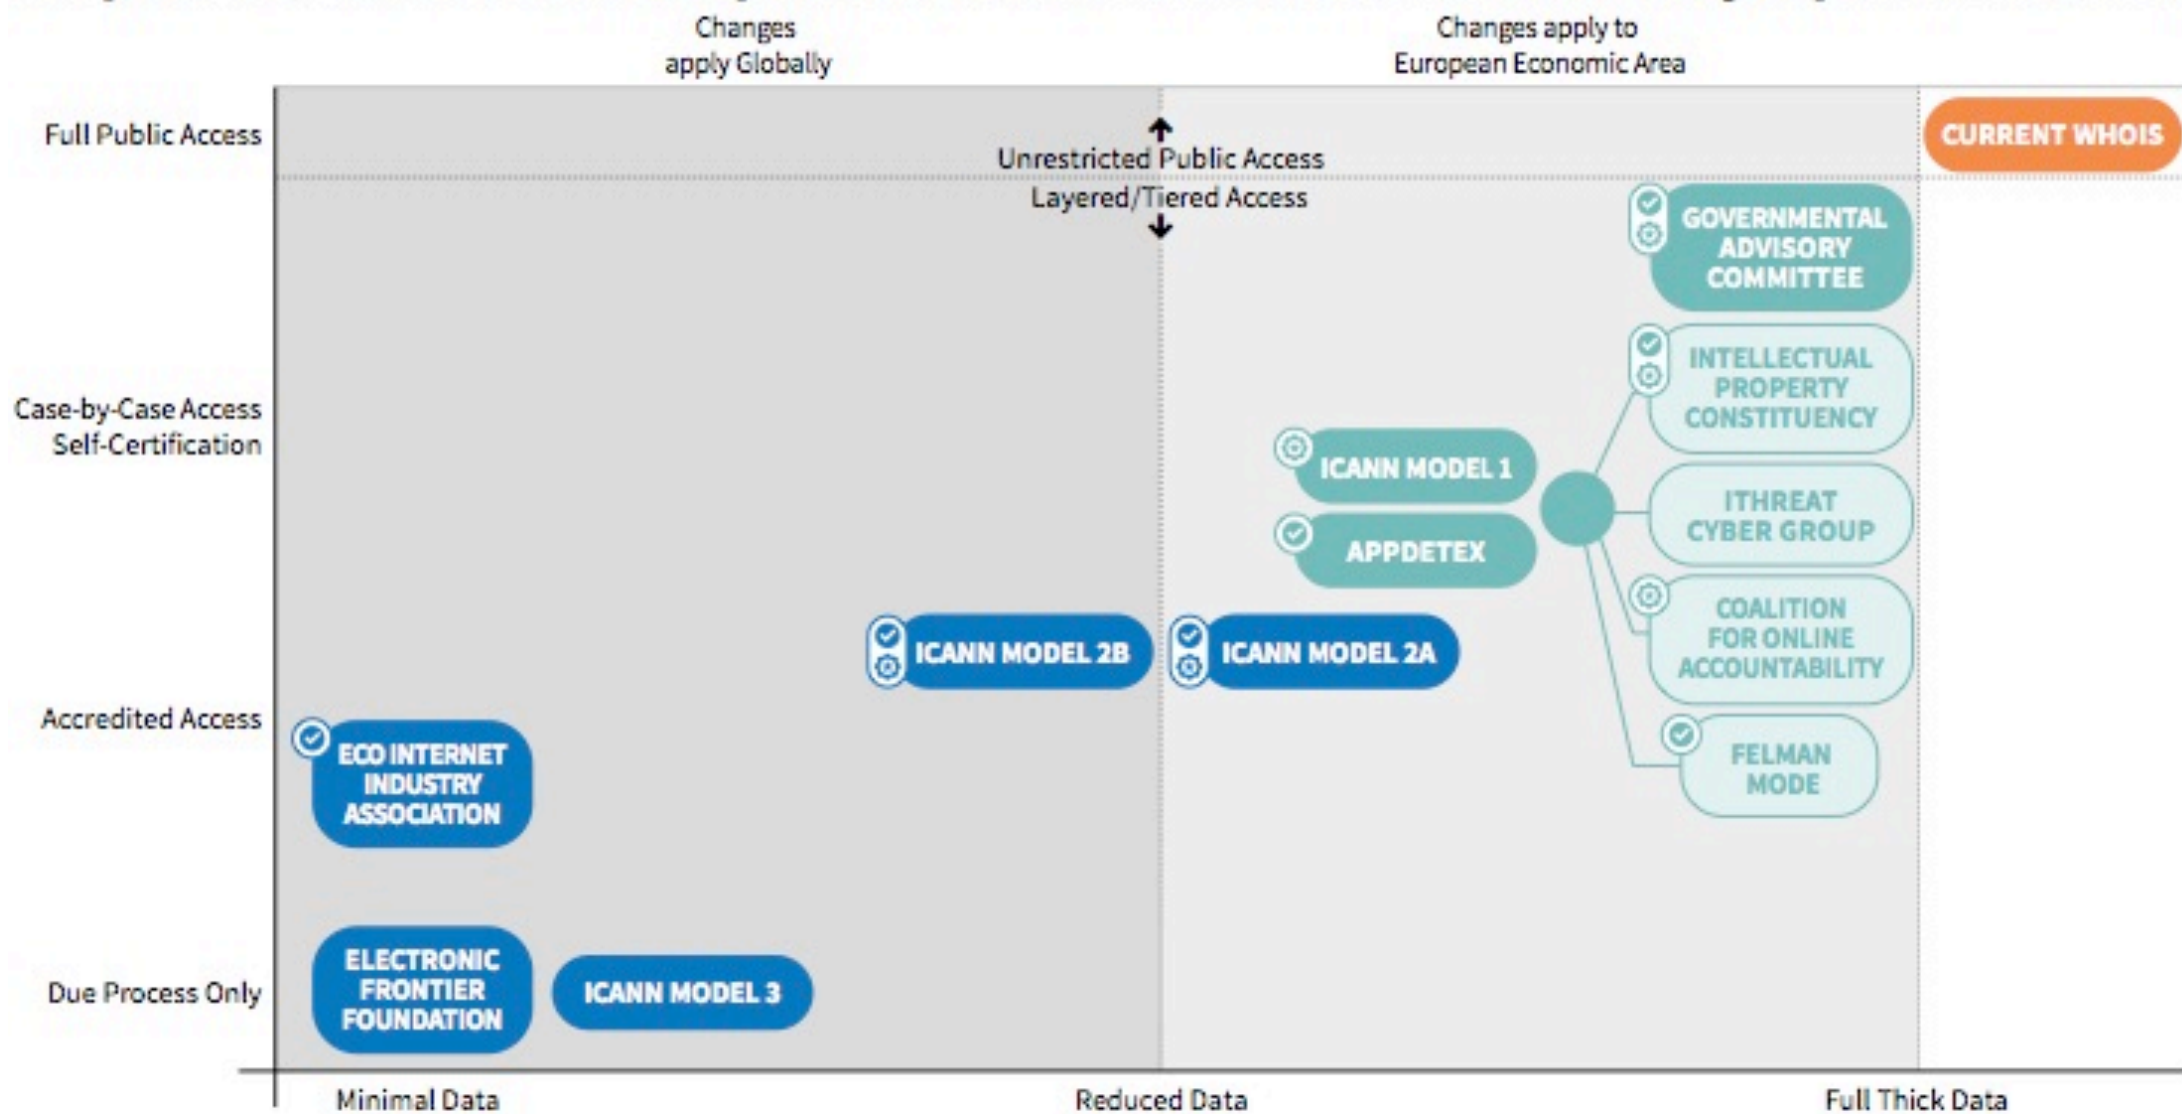 Changes
apply Globally
Changes apply to
European Economic Area
Full Public Access
CURRENT WHOIS
Unrestricted Public Access
Layered/Tiered Access
GOVERNMENTAL
ADVISORY
COMMITTEE
Case-by-Case Access
Self-Certification
INTELLECTUAL
PROPERTY
CONSTITUENCY
ICANN MODEL 1
ITHREAT
CYBER GROUP
APPDETEX
COALITION
FOR ONLINE
ACCOUNTABILITY
ICANN MODEL 2B
ICANN MODEL 2A
Accredited Access
ECO INTERNET
INDUSTRY
ASSOCIATION
FELMAN
MODE
Due Process Only
ELECTRONIC
FRONTIER
FOUNDATION
ICANN MODEL 3
Minimal Data
Reduced Data
Full Thick Data